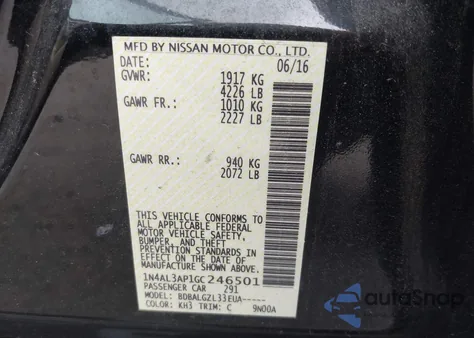 MFD BY NISSAN MOTOR CO., LTD.
DATE: 06/16
GVWR: 1917 KG
4226 LB
GAWR FR.: 1010 KG
2227 LB
GAWR RR.: 940 KG
2072 LB
THIS VEHICLE CONFORMS TO
ALL APPLICABLE FEDERAL
MOTOR VEHICLE SAFETY,
BUMPER, AND THEFT
PREVENTION STANDARDS IN
EFFECT ON THE DATE OF
MANUFACTURE SHOWN ABOVE.
1N4AL3AP1GC246501
PASSENGER CAR 291
MODEL: BDBALGZL33EUA-----
COLOR: KH3 TRIM: C 9N00A
autoSnap